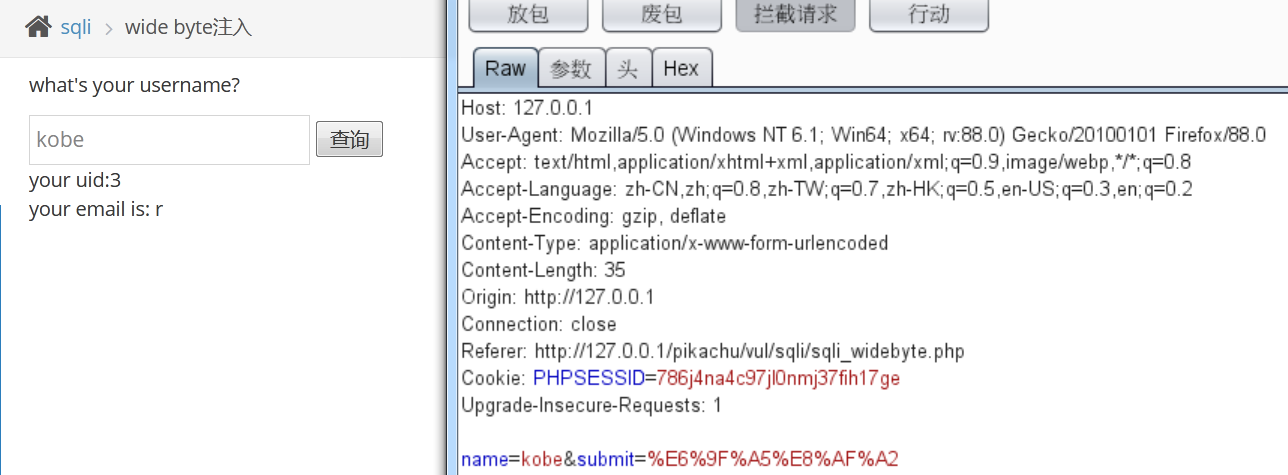 sqli > wide byte注入
what's your username?
kobe 查询
your uid:3
your email is: r
放包 废包 拦截请求 行动
Raw 参数 头 Hex
Host: 127.0.0.1
User-Agent: Mozilla/5.0 (Windows NT 6.1; Win64; x64; rv:88.0) Gecko/20100101 Firefox/88.0
Accept: text/html,application/xhtml+xml,application/xml;q=0.9,image/webp,*/*;q=0.8
Accept-Language: zh-CN,zh;q=0.8,zh-TW;q=0.7,zh-HK;q=0.5,en-US;q=0.3,en;q=0.2
Accept-Encoding: gzip, deflate
Content-Type: application/x-www-form-urlencoded
Content-Length: 35
Origin: http://127.0.0.1
Connection: close
Referer: http://127.0.0.1/pikachu/vul/sqli/sqli_widebyte.php
Cookie: PHPSESSID=786j4na4c97jl0nmj37fih17ge
Upgrade-Insecure-Requests: 1
name=kobe&submit=%E6%9F%A5%E8%AF%A2